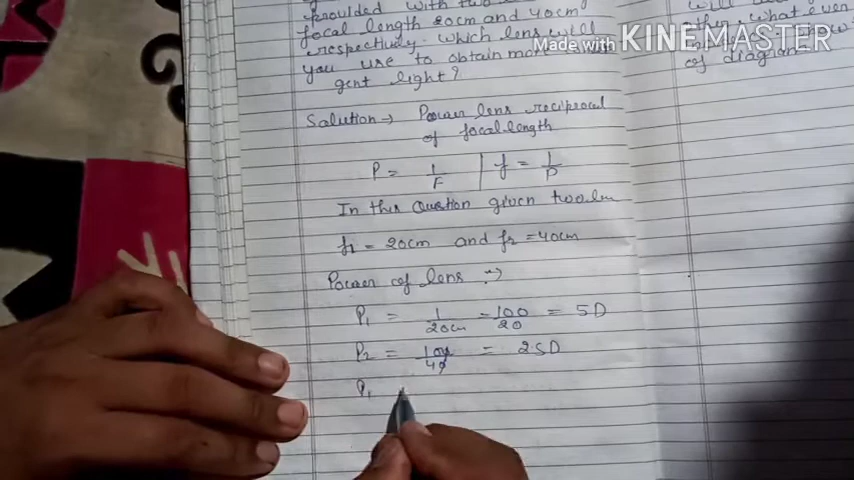 provided with two
focal length 20cm and 40cm
respectively. which lens will
you use to obtain more
gent light?
Made with KINEMASTER
what even
of diagram
Solution → Power lens reciprocal
of focal length
P = 1/F | f = 1/P
In this Question given two
f1 = 20cm and f2 = 40cm
Power of lens :→
P1 = 1/20cm = 100/20 = 5D
P2 = 100/40 = 2.5D
P1